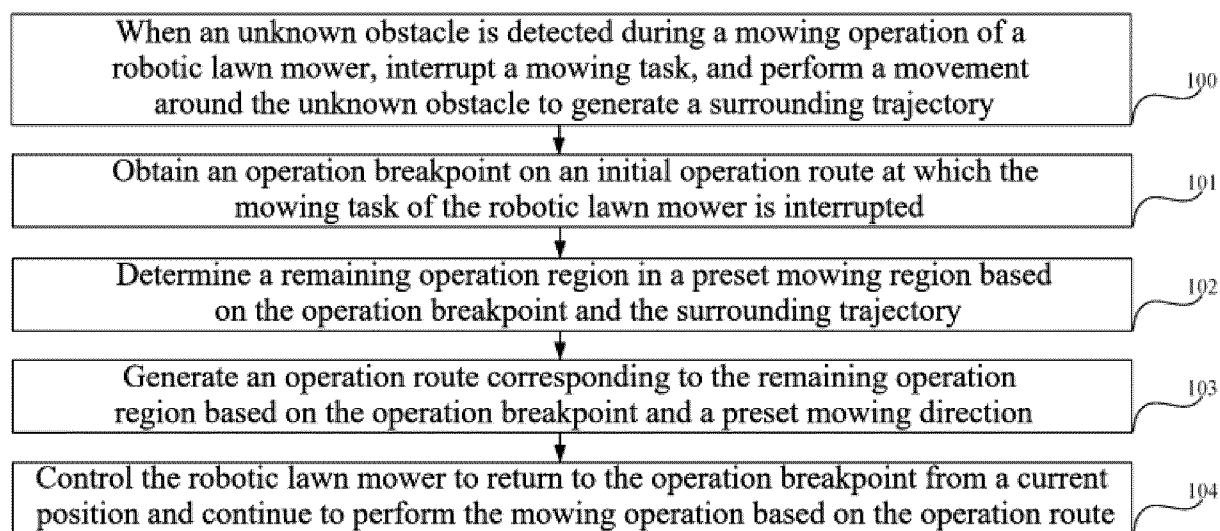 When an unknown obstacle is detected during a mowing operation of a
robotic lawn mower, interrupt a mowing task, and perform a movement
around the unknown obstacle to generate a surrounding trajectory
100
Obtain an operation breakpoint on an initial operation route at which the
mowing task of the robotic lawn mower is interrupted
101
Determine a remaining operation region in a preset mowing region based
on the operation breakpoint and the surrounding trajectory
102
Generate an operation route corresponding to the remaining operation
region based on the operation breakpoint and a preset mowing direction
103
Control the robotic lawn mower to return to the operation breakpoint from a current
position and continue to perform the mowing operation based on the operation route
104